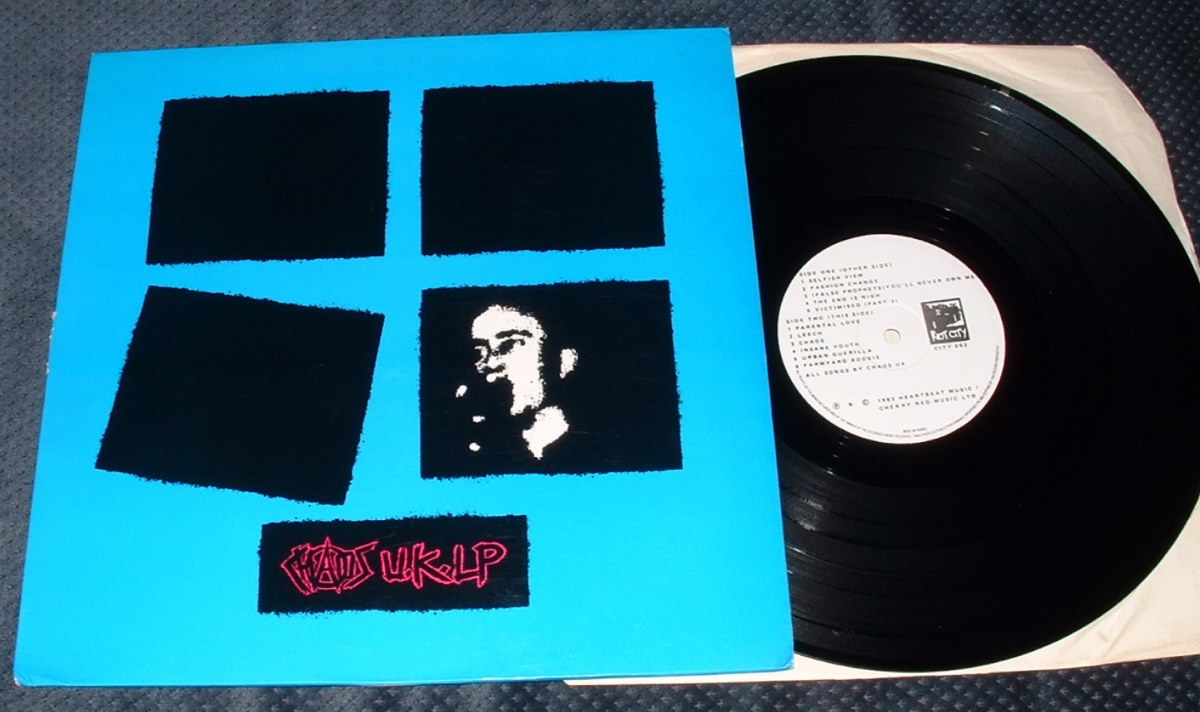 CHAOS U.K. LP
SIDE ONE (OTHER SIDE)
1 SELFISH VIEW
2 FASHION CHANGE
3 (FALSE PROPHETS)YOU'LL NEVER OWN ME
4 THE END IS NIGH
5 VICTIMISED (PART 2)
SIDE TWO (THIS SIDE)
1 PARENTAL LOVE
2 LEECH
3 CHAOS
4 INSANE YOUTH
5 URBAN GUERILLA
6 FARMYARD BOOGIE
ALL SONGS BY CHAOS UK
RIOT CITY
CITY 002
℗ & © 1983 HEARTBEAT MUSIC /
CHERRY RED MUSIC LTD